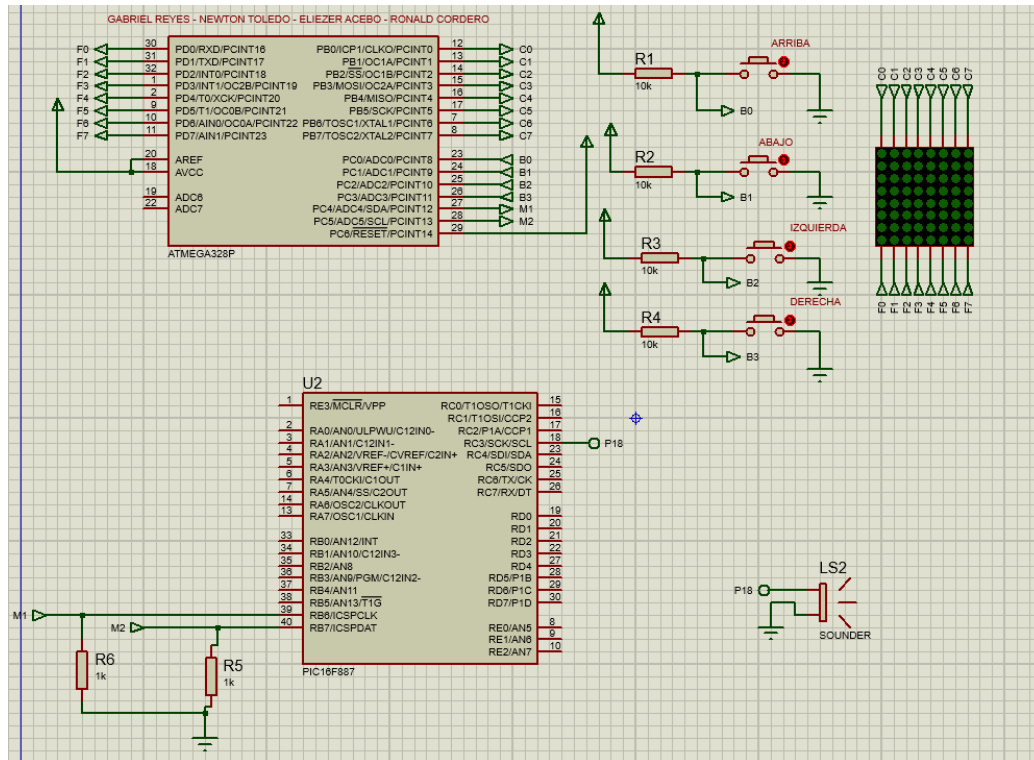 GABRIEL REYES - NEWTON TOLEDO - ELIEZER ACEBO - RONALD CORDERO
F0 30 PD0/RXD/PCINT16 PB0/ICP1/CLKO/PCINT0 12 C0
F1 31 PD1/TXD/PCINT17 PB1/OC1A/PCINT1 13 C1
F2 32 PD2/INT0/PCINT18 PB2/SS/OC1B/PCINT2 14 C2
F3 1 PD3/INT1/OC2B/PCINT19 PB3/MOSI/OC2A/PCINT3 15 C3
F4 2 PD4/T0/XCK/PCINT20 PB4/MISO/PCINT4 16 C4
F5 9 PD5/T1/OC0B/PCINT21 PB5/SCK/PCINT5 17 C5
F6 10 PD6/AIN0/OC0A/PCINT22 PB6/TOSC1/XTAL1/PCINT6 7 C6
F7 11 PD7/AIN1/PCINT23 PB7/TOSC2/XTAL2/PCINT7 8 C7
20 AREF PC0/ADC0/PCINT8 23 B0
18 AVCC PC1/ADC1/PCINT9 24 B1
PC2/ADC2/PCINT10 25 B2
19 ADC6 PC3/ADC3/PCINT11 26 B3
22 ADC7 PC4/ADC4/SDA/PCINT12 27 M1
PC5/ADC5/SCL/PCINT13 28 M2
PC6/RESET/PCINT14 29
ATMEGA328P
R1
10k
ARRIBA
B0
R2
10k
ABAJO
B1
R3
10k
IZQUIERDA
B2
R4
10k
DERECHA
B3
C0 C1 C2 C3 C4 C5 C6 C7
F0 F1 F2 F3 F4 F5 F6 F7
U2
1 RE3/MCLR/VPP RC0/T1OSO/T1CKI 15
RC1/T1OSI/CCP2 16
2 RA0/AN0/ULPWU/C12IN0- RC2/P1A/CCP1 17
3 RA1/AN1/C12IN1- RC3/SCK/SCL 18 P18
4 RA2/AN2/VREF-/CVREF/C2IN+ RC4/SDI/SDA 23
5 RA3/AN3/VREF+/C1IN+ RC5/SDO 24
6 RA4/T0CKI/C1OUT RC6/TX/CK 25
7 RA5/AN4/SS/C2OUT RC7/RX/DT 26
14 RA6/OSC2/CLKOUT
13 RA7/OSC1/CLKIN RD0 19
RD1 20
33 RB0/AN12/INT RD2 21
34 RB1/AN10/C12IN3- RD3 22
35 RB2/AN8 RD4 27
36 RB3/AN9/PGM/C12IN2- RD5/P1B 28
37 RB4/AN11 RD6/P1C 29
38 RB5/AN13/T1G RD7/P1D 30
39 RB6/ICSPCLK
40 RB7/ICSPDAT RE0/AN5 8
RE1/AN6 9
RE2/AN7 10
PIC16F887
M1
M2
R6
1k
R5
1k
LS2
P18
SOUNDER